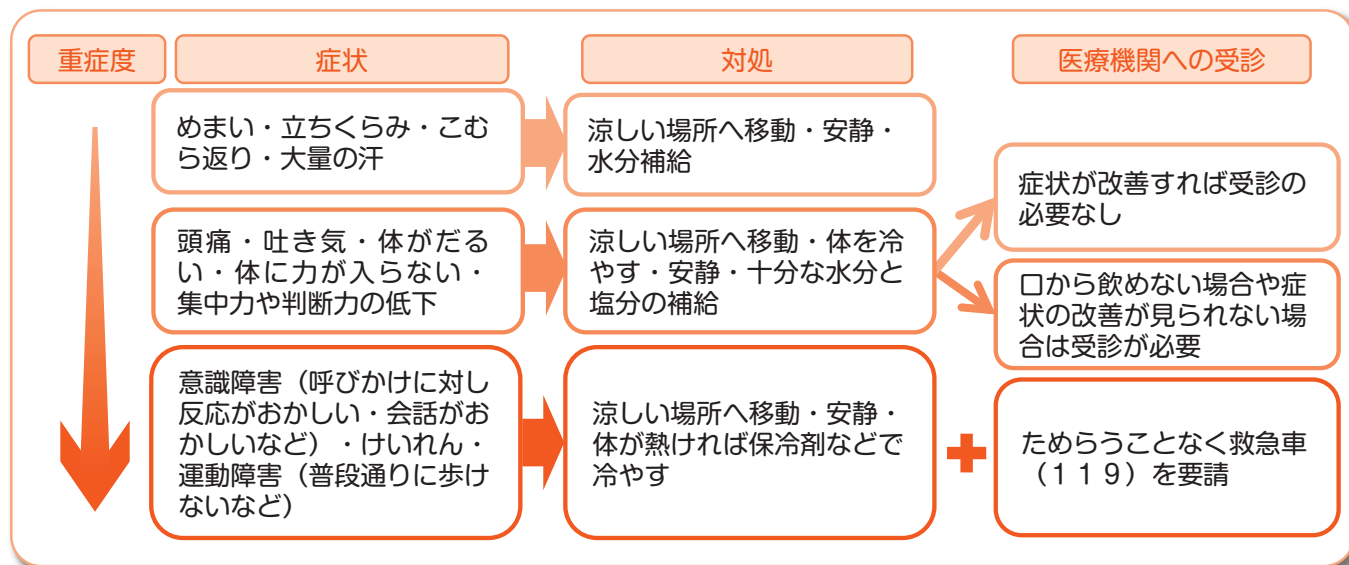 重症度
症状
対処
医療機関への受診
めまい・立ちくらみ・こむ
ら返り・大量の汗
涼しい場所へ移動・安静・
水分補給
症状が改善すれば受診の
必要なし
頭痛・吐き気・体がだる
い・体に力が入らない・
集中力や判断力の低下
涼しい場所へ移動・体を冷
やす・安静・十分な水分と
塩分の補給
口から飲めない場合や症
状の改善が見られない場
合は受診が必要
意識障害（呼びかけに対し
反応がおかしい・会話がお
かしいなど）・けいれん・
運動障害（普段通りに歩け
ないなど）
涼しい場所へ移動・安静・
体が熱ければ保冷剤などで
冷やす
ためらうことなく救急車
（１１９）を要請